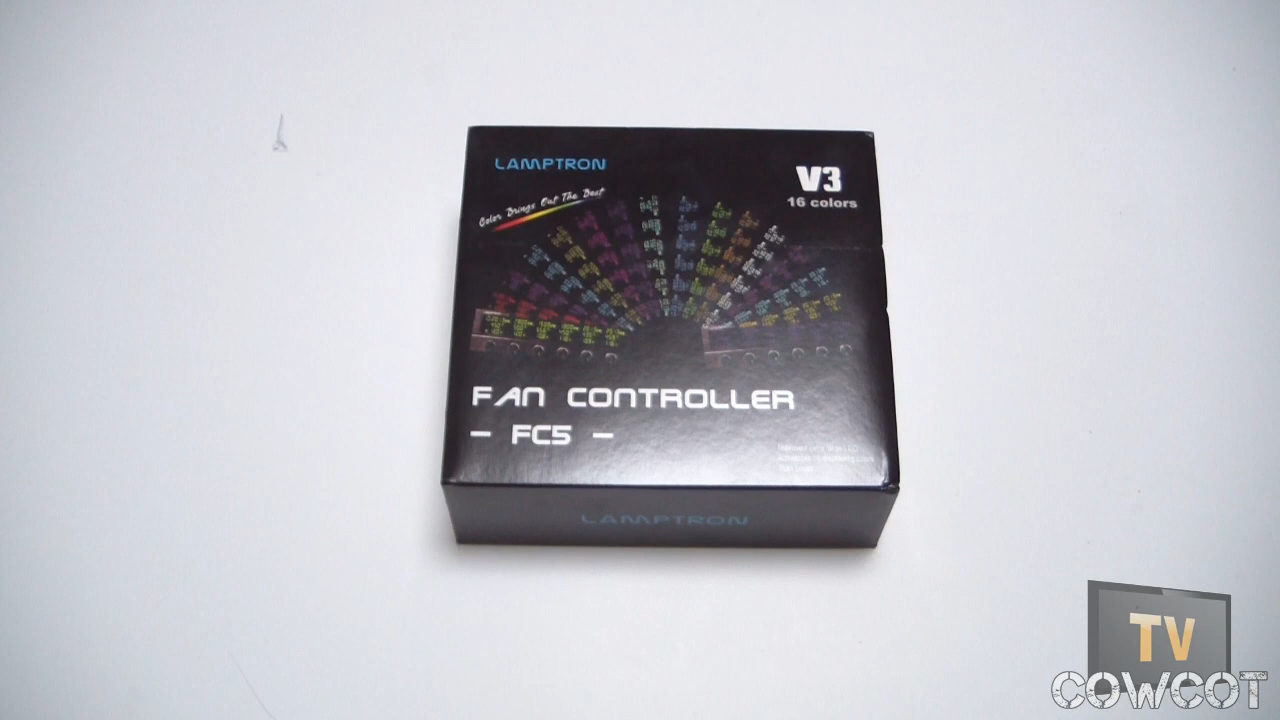 LAMPTRON
V3
16 colors
Color Brings Out The Best
FAN CONTROLLER
- FC5 -
LAMPTRON
TV
COWCOT